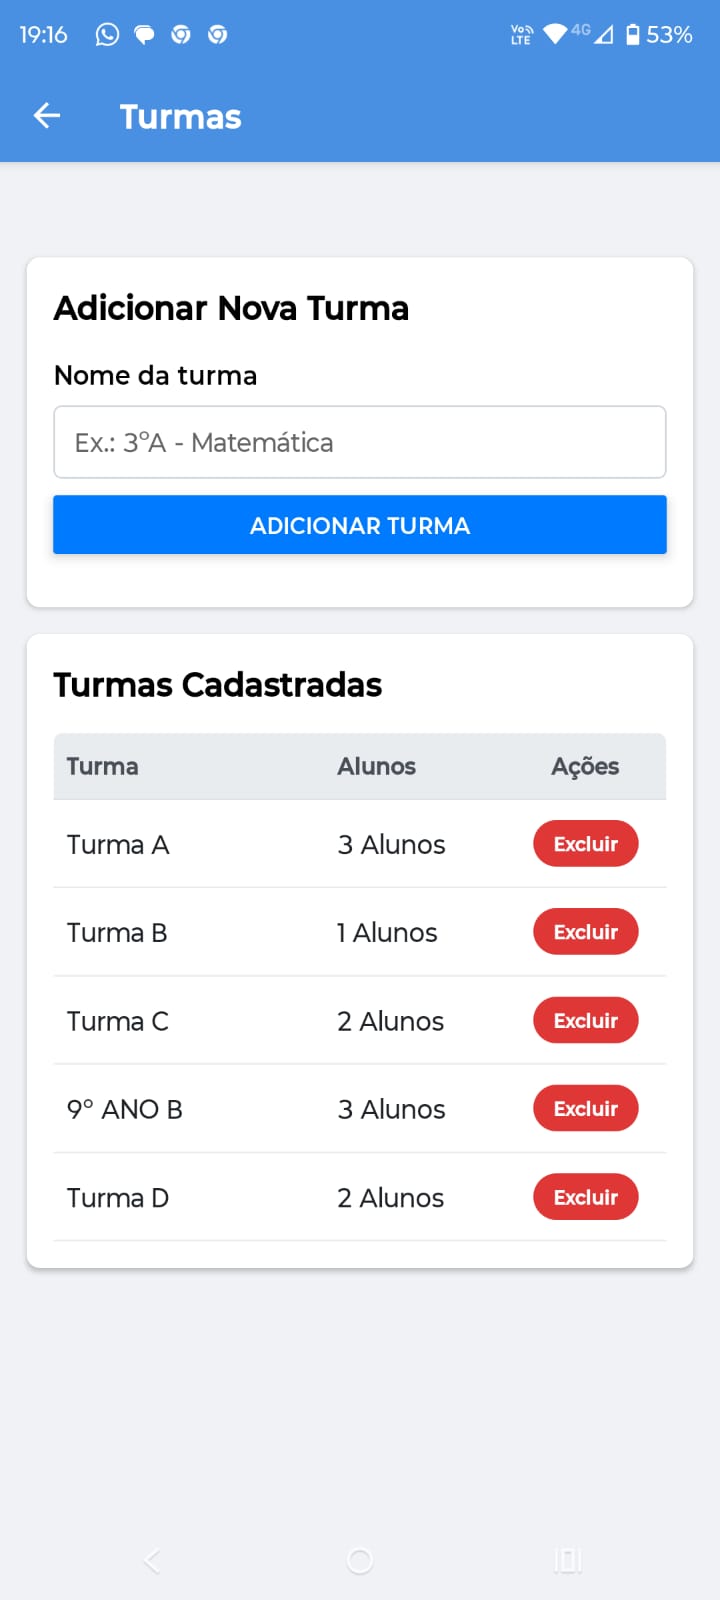 19:16 Vo LTE 4G 53%
Turmas
Adicionar Nova Turma
Nome da turma
Ex.: 3ºA - Matemática
ADICIONAR TURMA
Turmas Cadastradas
Turma Alunos Ações
Turma A 3 Alunos Excluir
Turma B 1 Alunos Excluir
Turma C 2 Alunos Excluir
9º ANO B 3 Alunos Excluir
Turma D 2 Alunos Excluir